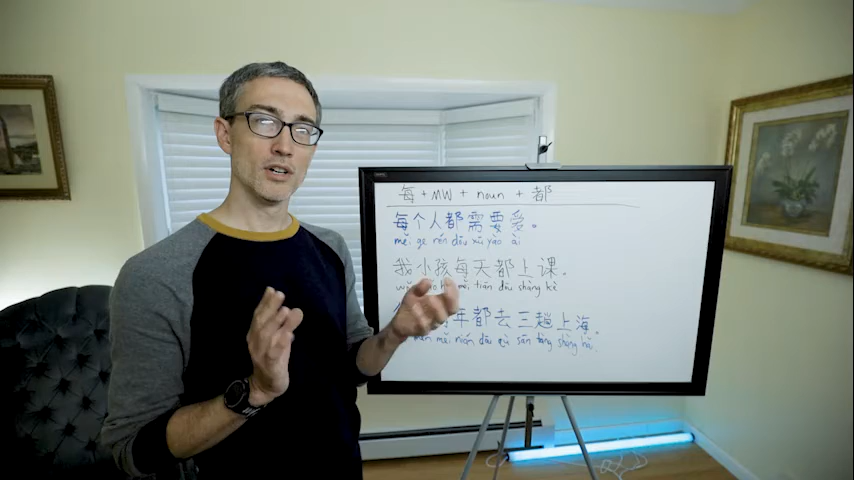 每 + MW + noun + 都
每个人都需要爱。
měi ge rén dōu xū yào ài
我小孩每天都上课.
měi tiān dōu shàng kè
年都去三趟上海.
měi nián dōu qù sān tàng shàng hǎi.